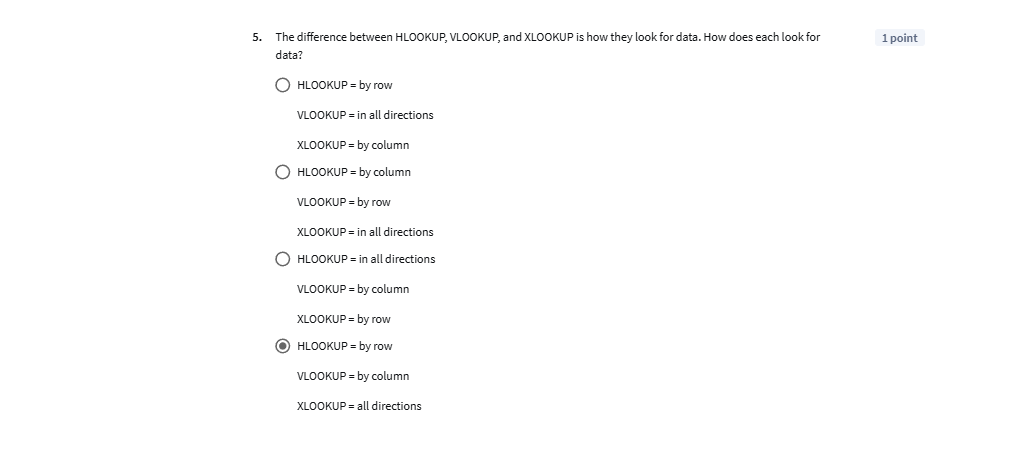 5. The difference between HLOOKUP, VLOOKUP, and XLOOKUP is how they look for data. How does each look for
data?
1 point
HLOOKUP = by row
VLOOKUP = in all directions
XLOOKUP = by column
HLOOKUP = by column
VLOOKUP = by row
XLOOKUP = in all directions
HLOOKUP = in all directions
VLOOKUP = by column
XLOOKUP = by row
HLOOKUP = by row
VLOOKUP = by column
XLOOKUP = all directions